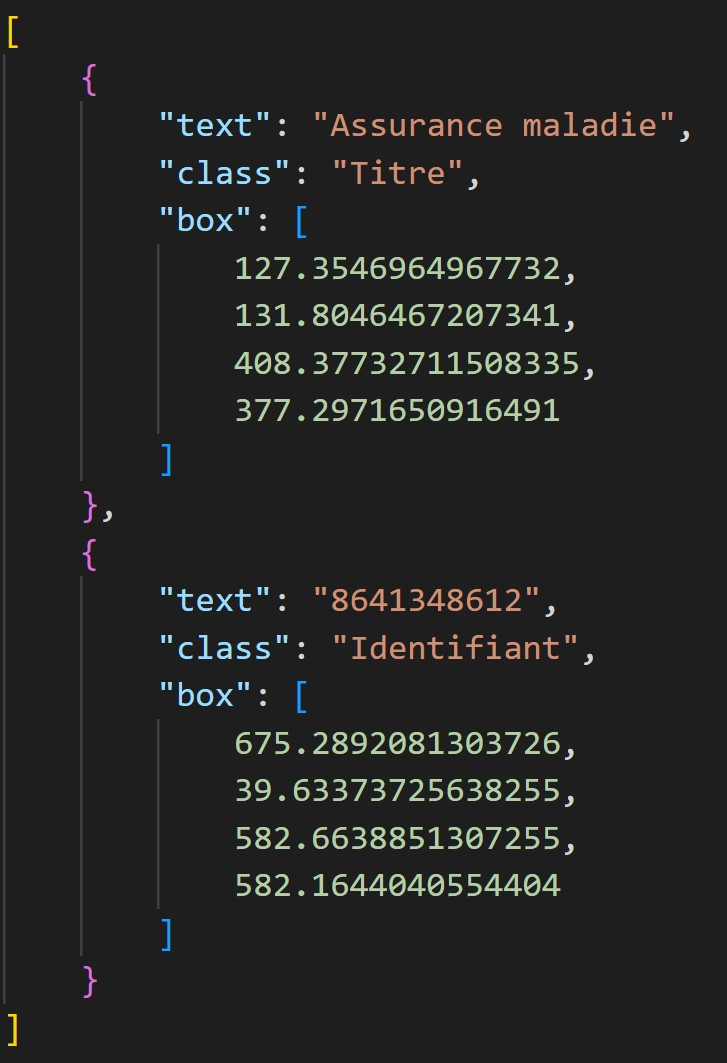 [
    {
        "text": "Assurance maladie",
        "class": "Titre",
        "box": [
            127.3546964967732,
            131.8046467207341,
            408.37732711508335,
            377.2971650916491
        ]
    },
    {
        "text": "8641348612",
        "class": "Identifiant",
        "box": [
            675.2892081303726,
            39.63373725638255,
            582.6638851307255,
            582.1644040554404
        ]
    }
]